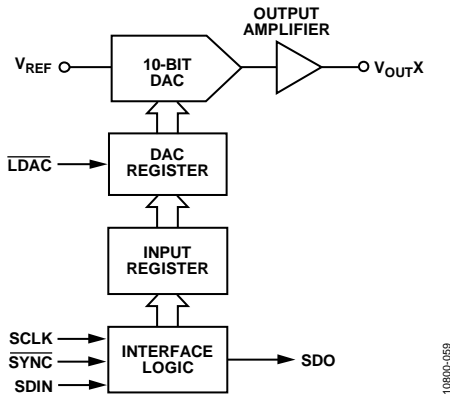 OUTPUT
AMPLIFIER
VREF
10-BIT
DAC
VOUTX
LDAC
DAC
REGISTER
INPUT
REGISTER
SCLK
SYNC
SDIN
INTERFACE
LOGIC
SDO
10800-059